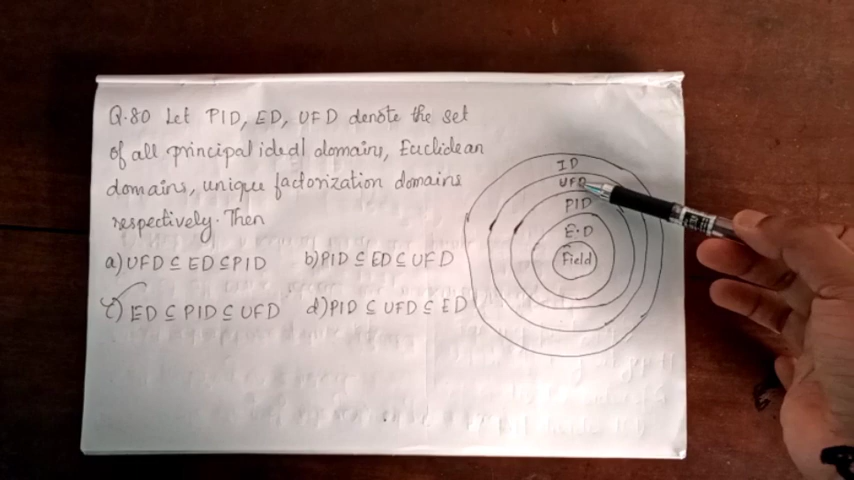 Q.80 Let PID, ED, UFD denote the set
of all principal ideal domains, Euclidean
domains, unique factorization domains
respectively. Then
a) UFD ⊆ ED ⊆ PID b) PID ⊆ ED ⊆ UFD
c) ED ⊆ PID ⊆ UFD d) PID ⊆ UFD ⊆ ED
ID
UFD
PID
E.D
Field